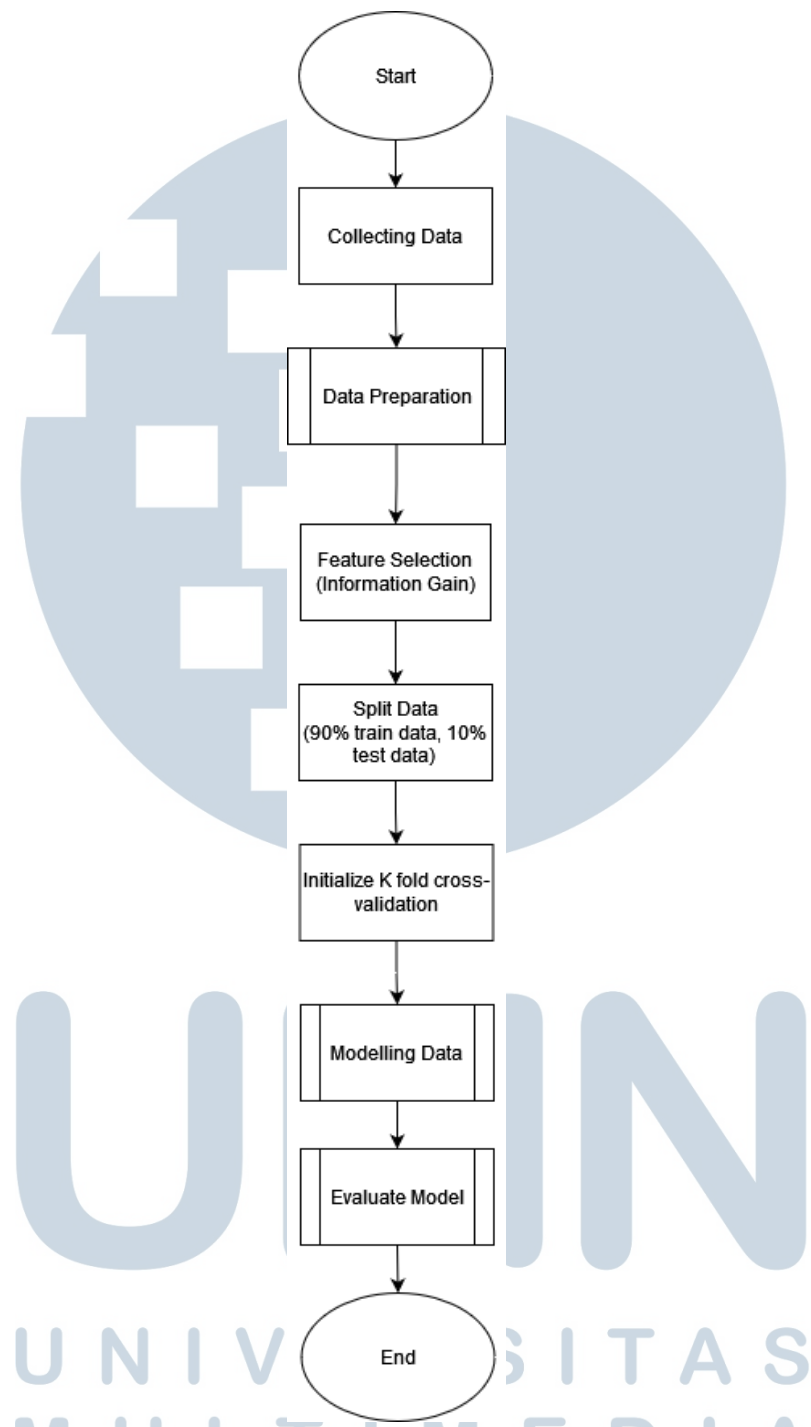 Start
Collecting Data
Data Preparation
Feature Selection
(Information Gain)
Split Data
(90% train data, 10%
test data)
Initialize K fold cross-
validation
Modelling Data
Evaluate Model
End